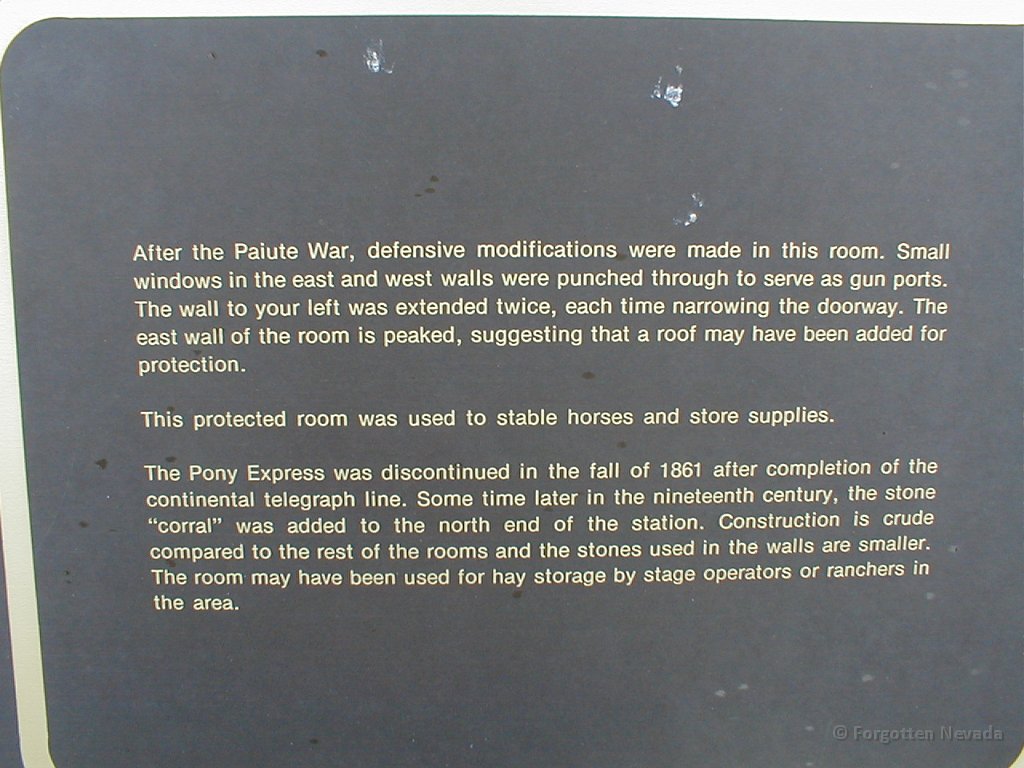 After the Paiute War, defensive modifications were made in this room. Small
windows in the east and west walls were punched through to serve as gun ports.
The wall to your left was extended twice, each time narrowing the doorway. The
east wall of the room is peaked, suggesting that a roof may have been added for
protection.
This protected room was used to stable horses and store supplies.
The Pony Express was discontinued in the fall of 1861 after completion of the
continental telegraph line. Some time later in the nineteenth century, the stone
“corral” was added to the north end of the station. Construction is crude
compared to the rest of the rooms and the stones used in the walls are smaller.
The room may have been used for hay storage by stage operators or ranchers in
the area.
© Forgotten Nevada